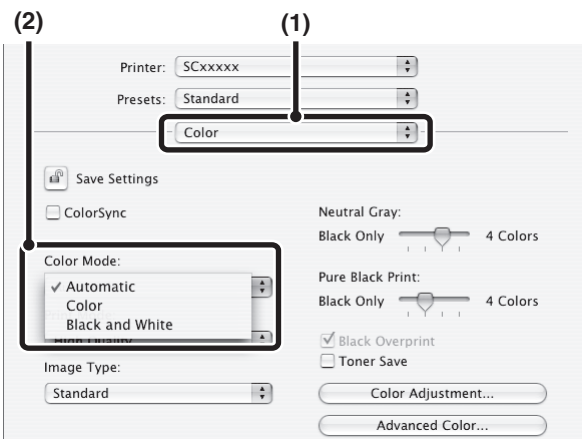 (2) (1)
Printer: SCxxxxx
Presets: Standard
Color
Save Settings
ColorSync
Color Mode:
Automatic
Color
Black and White
High Quality
Image Type:
Standard
Neutral Gray:
Black Only 4 Colors
Pure Black Print:
Black Only 4 Colors
Black Overprint
Toner Save
Color Adjustment...
Advanced Color...